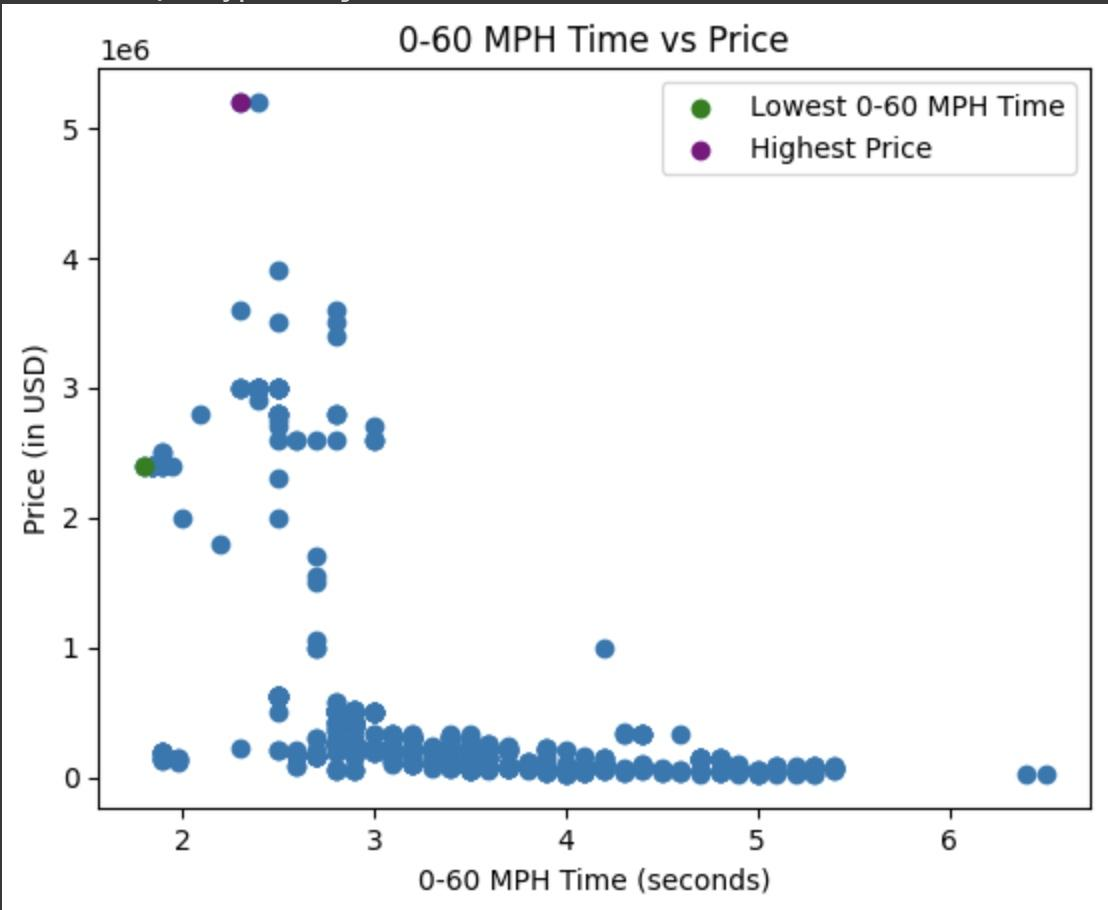 0-60 MPH Time vs Price
1e6
Lowest 0-60 MPH Time
Highest Price
5
4
3
2
1
0
Price (in USD)
2 3 4 5 6
0-60 MPH Time (seconds)